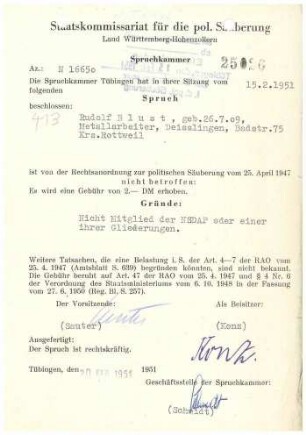 Staatskommissariat für die pol. Säuberung
Land Württemberg-Hohenzollern
Spruchkammer
Az.: N 16650
Die Spruchkammer Tübingen hat in ihrer Sitzung vom 15.2.1951
folgenden
Spruch
beschlossen:
Rudolf B l u s t , geb.26.7.09,
Metallarbeiter, Deisslingen, Bedstr.75
Krs.Rottweil
413
ist von der Rechtsanordnung zur politischen Säuberung vom 25. April 1947
nicht betroffen:
Es wird eine Gebühr von 2.– DM erhoben.
Gründe:
Nicht Mitglied der NSDAP oder einer
ihrer Gliederungen.
Weitere Tatsachen, die eine Belastung i. S. der Art. 4—7 der RAO vom
25. 4. 1947 (Amtsblatt S. 639) begründen könnten, sind nicht bekannt.
Die Gebühr beruht auf Art. 47 der RAO vom 25. 4. 1947 und § 4 Nr. 6
der Verordnung des Staatsministeriums vom 6. 10. 1948 in der Fassung
vom 27. 6. 1950 (Reg. Bl. S. 257).
Der Vorsitzende: Als Beisitzer:
(Sauter) (Konz)
Ausgefertigt: Konz
Der Spruch ist rechtskräftig.
Tübingen, 1951
Geschäftsstelle der Spruchkammer:
(Schmidt)